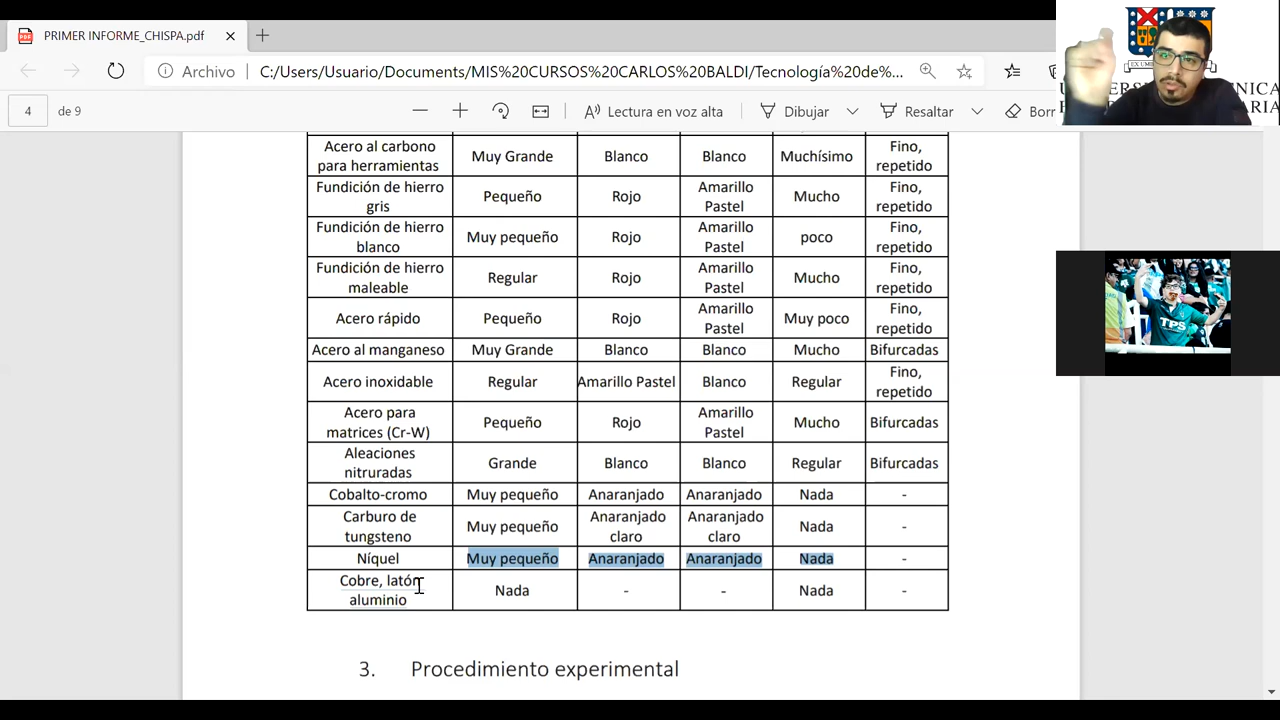 PRIMER INFORME_CHISPA.pdf
Archivo
C:/Users/Usuario/Documents/MIS%20CURSOS%20CARLOS%20BALDI/Tecnología%20de%...
4
de 9
Lectura en voz alta
Dibujar
Resaltar
Borr
Acero al carbono
para herramientas
Muy Grande
Blanco
Blanco
Muchísimo
Fino,
repetido
Fundición de hierro
gris
Pequeño
Rojo
Amarillo
Pastel
Mucho
Fino,
repetido
Fundición de hierro
blanco
Muy pequeño
Rojo
Amarillo
Pastel
poco
Fino,
repetido
Fundición de hierro
maleable
Regular
Rojo
Amarillo
Pastel
Mucho
Fino,
repetido
Acero rápido
Pequeño
Rojo
Amarillo
Pastel
Muy poco
Fino,
repetido
Acero al manganeso
Muy Grande
Blanco
Blanco
Mucho
Bifurcadas
Acero inoxidable
Regular
Amarillo Pastel
Blanco
Regular
Fino,
repetido
Acero para
matrices (Cr-W)
Pequeño
Rojo
Amarillo
Pastel
Mucho
Bifurcadas
Aleaciones
nitruradas
Grande
Blanco
Blanco
Regular
Bifurcadas
Cobalto-cromo
Muy pequeño
Anaranjado
Anaranjado
Nada
-
Carburo de
tungsteno
Muy pequeño
Anaranjado
claro
Anaranjado
claro
Nada
-
Níquel
Muy pequeño
Anaranjado
Anaranjado
Nada
-
Cobre, latón
aluminio
Nada
-
-
Nada
-
3. Procedimiento experimental
TPS